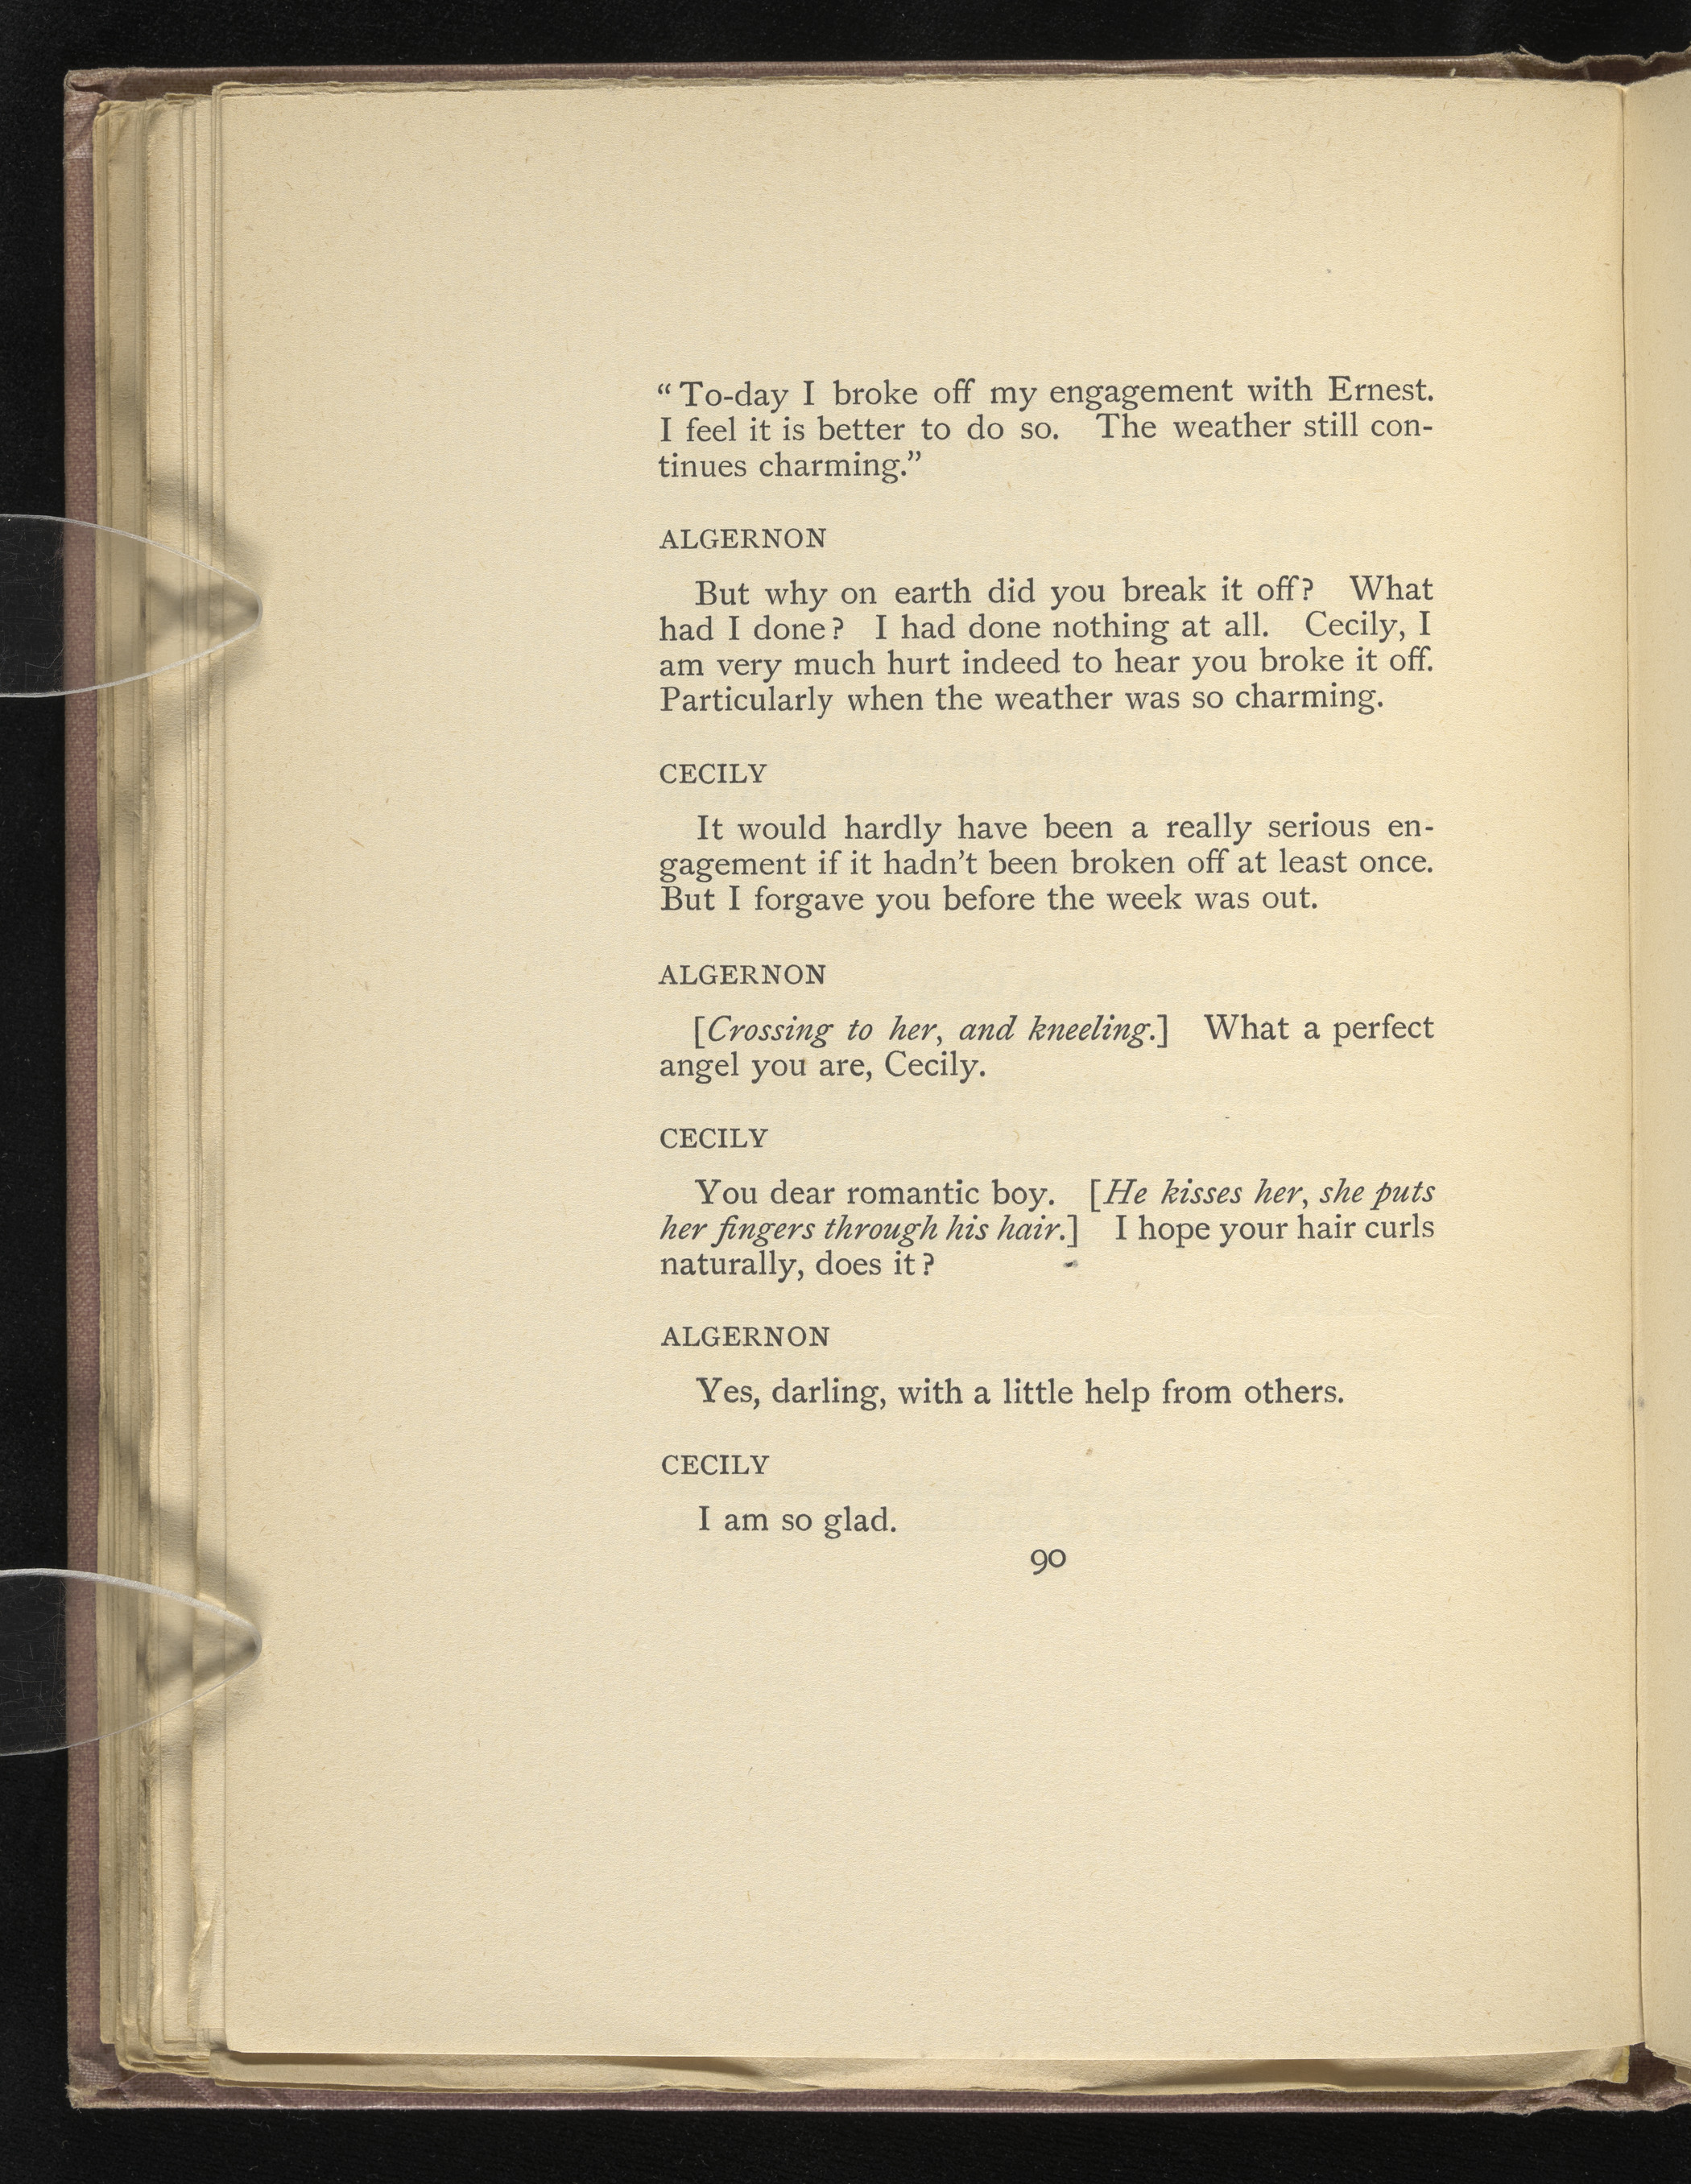 “ To-day I broke off my engagement with Ernest.
I feel it is better to do so. The weather still con-
tinues charming.”
ALGERNON
But why on earth did you break it off? What
had I done? I had done nothing at all. Cecily, I
am very much hurt indeed to hear you broke it off.
Particularly when the weather was so charming.
CECILY
It would hardly have been a really serious en-
gagement if it hadn’t been broken off at least once.
But I forgave you before the week was out.
ALGERNON
[Crossing to her, and kneeling.] What a perfect
angel you are, Cecily.
CECILY
You dear romantic boy. [He kisses her, she puts
her fingers through his hair.] I hope your hair curls
naturally, does it?
ALGERNON
Yes, darling, with a little help from others.
CECILY
I am so glad.
90